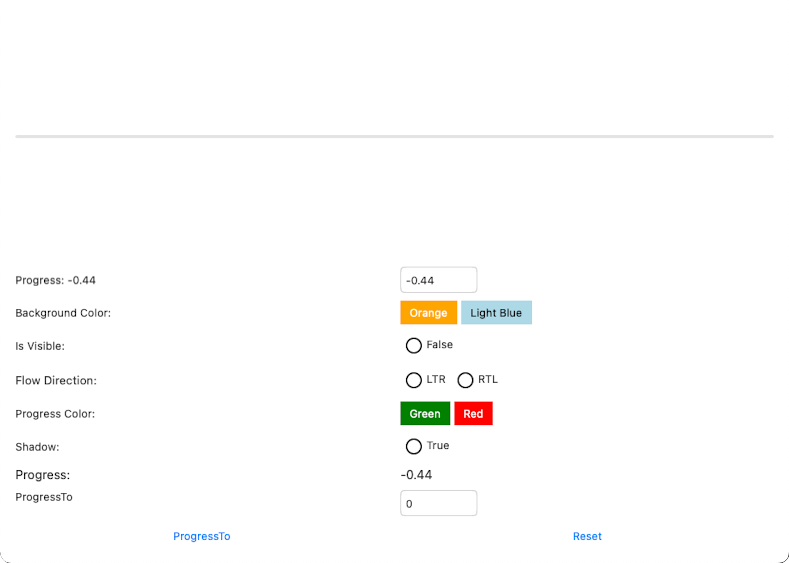 Progress: -0.44 -0.44
Background Color: Orange Light Blue
Is Visible: False
Flow Direction: LTR RTL
Progress Color: Green Red
Shadow: True
Progress: -0.44
ProgressTo 0
ProgressTo Reset